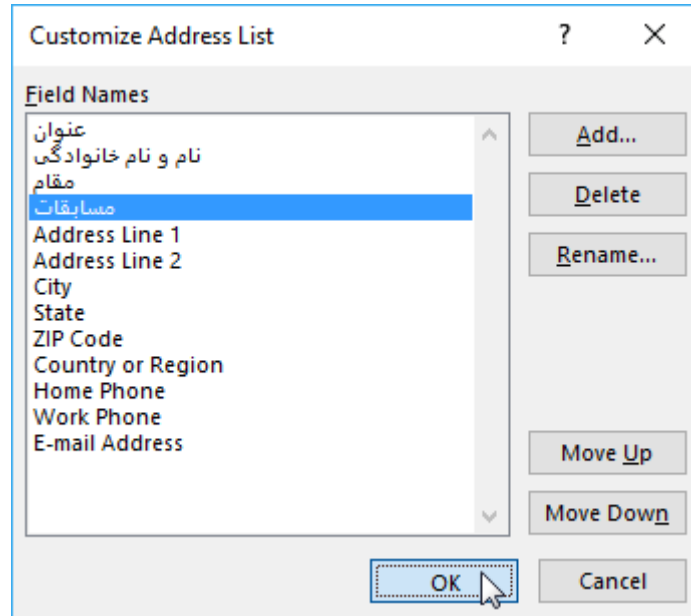 Customize Address List
?
Field Names
عنوان
نام و نام خانوادگی
مقام
مسابقات
Address Line 1
Address Line 2
City
State
ZIP Code
Country or Region
Home Phone
Work Phone
E-mail Address
Add...
Delete
Rename...
Move Up
Move Down
OK
Cancel